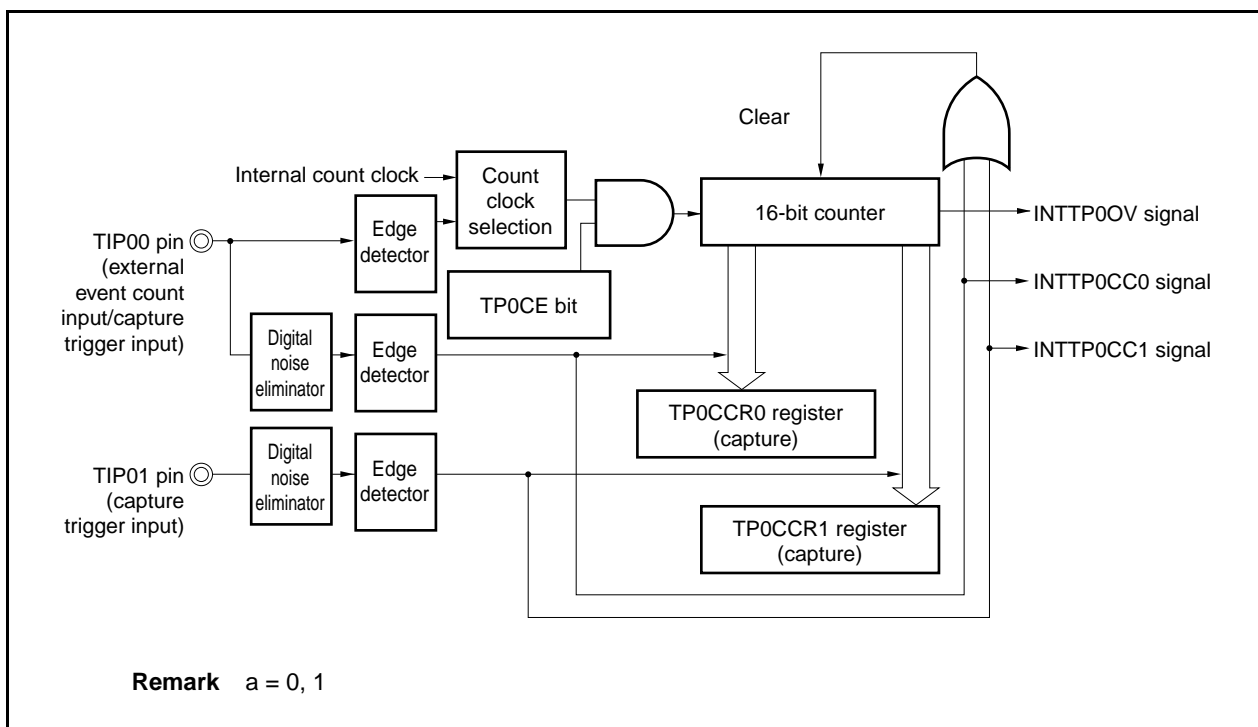 Clear
Internal count clock
Count
clock
selection
16-bit counter
INTTP0OV signal
TIP00 pin
(external
event count
input/capture
trigger input)
Edge
detector
TP0CE bit
INTTP0CC0 signal
Digital
noise
eliminator
Edge
detector
INTTP0CC1 signal
TP0CCR0 register
(capture)
TIP01 pin
(capture
trigger input)
Digital
noise
eliminator
Edge
detector
TP0CCR1 register
(capture)
Remark a = 0, 1